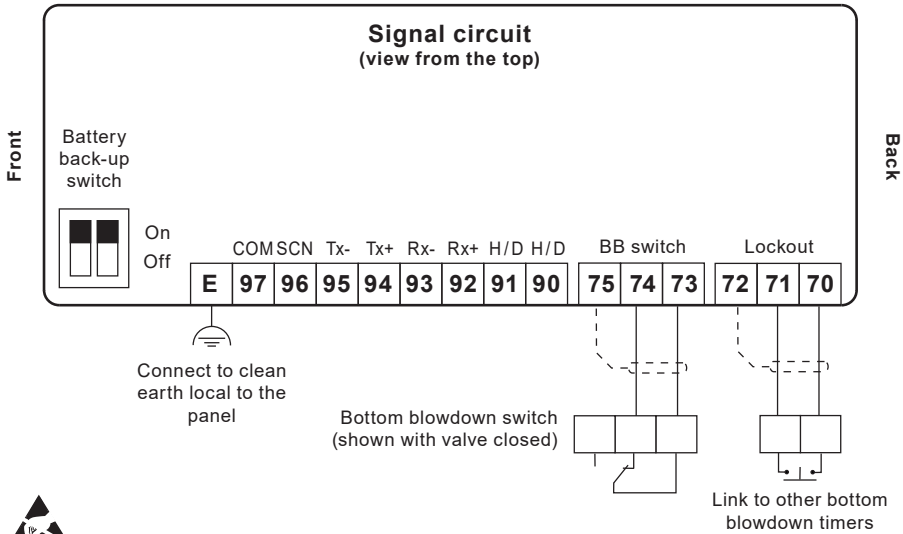 Signal circuit
(view from the top)
Front
Back
Battery
back-up
switch
On
Off
COM SCN Tx- Tx+ Rx- Rx+ H/D H/D
BB switch
Lockout
E 97 96 95 94 93 92 91 90 75 74 73 72 71 70
Connect to clean
earth local to the
panel
Bottom blowdown switch
(shown with valve closed)
Link to other bottom
blowdown timers